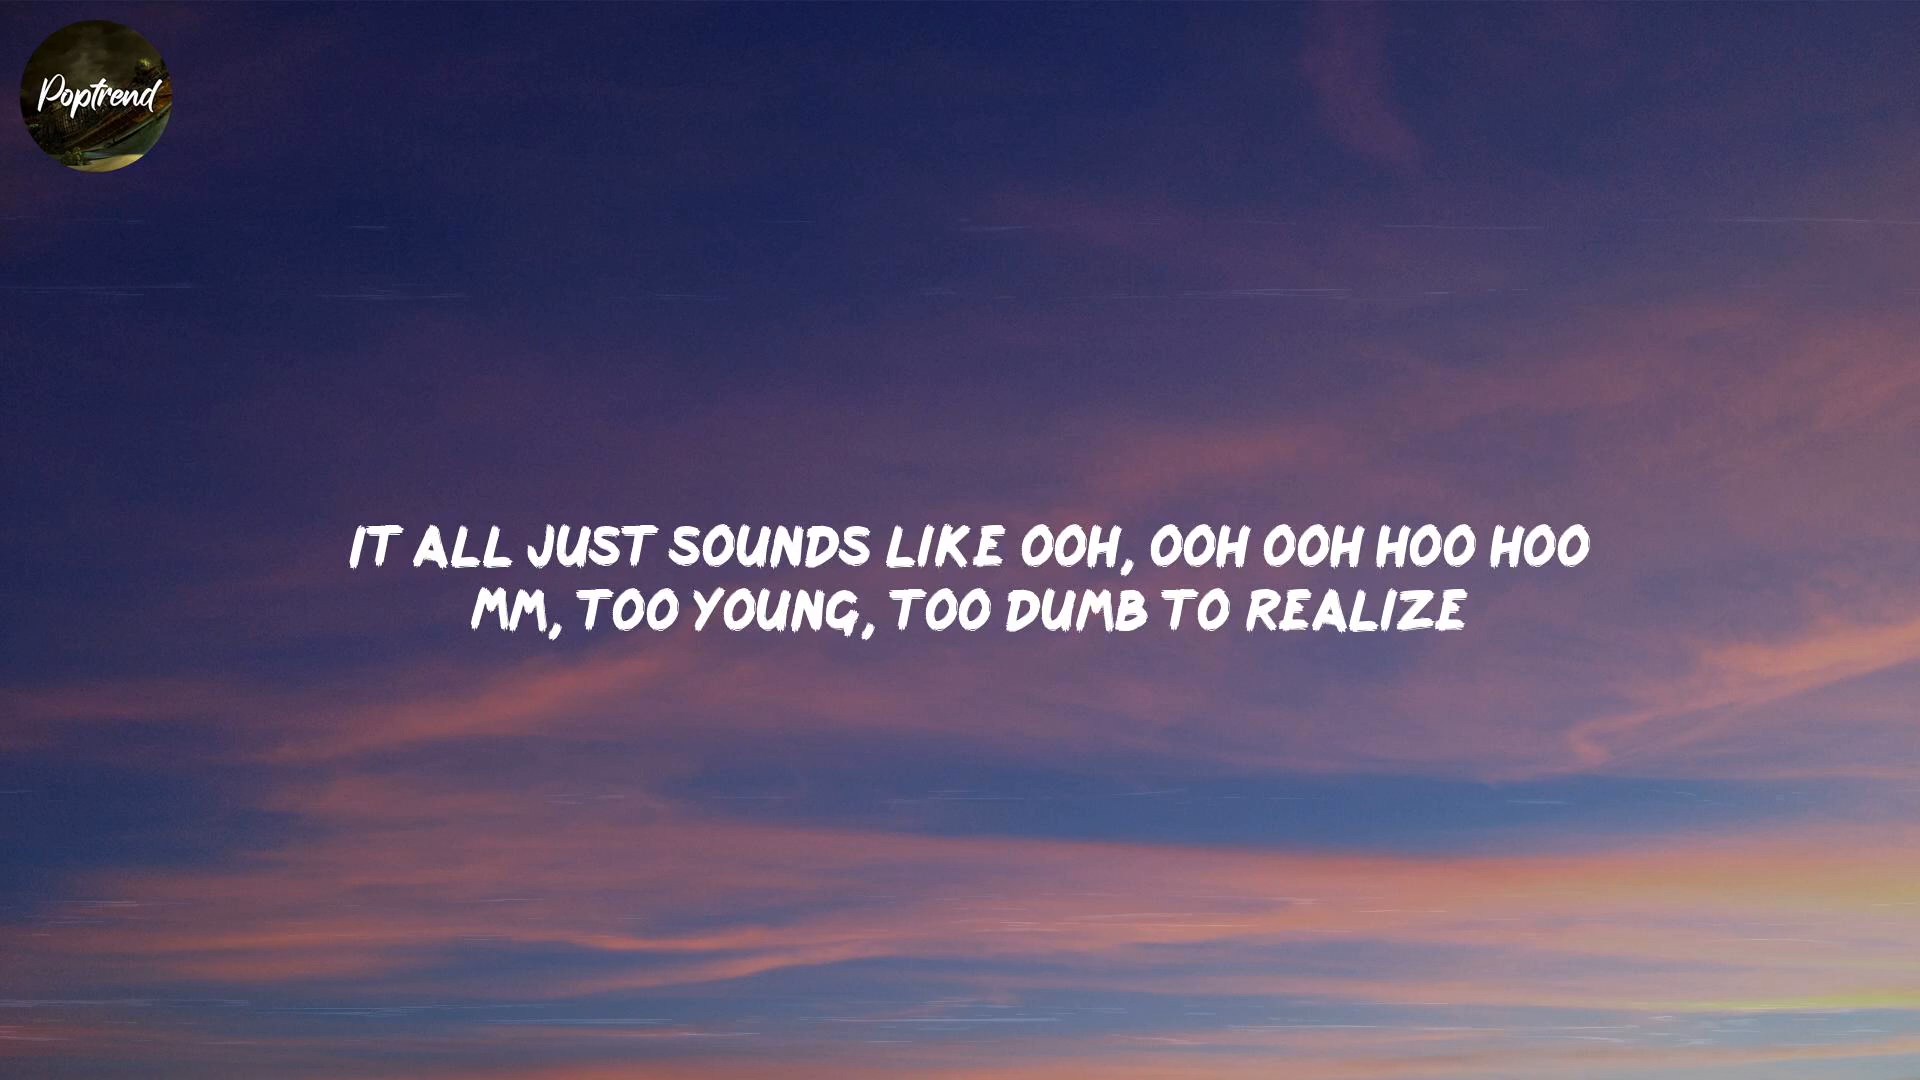 Poptrend
IT ALL JUST SOUNDS LIKE OOH, OOH OOH HOO HOO
MM, TOO YOUNG, TOO DUMB TO REALIZE